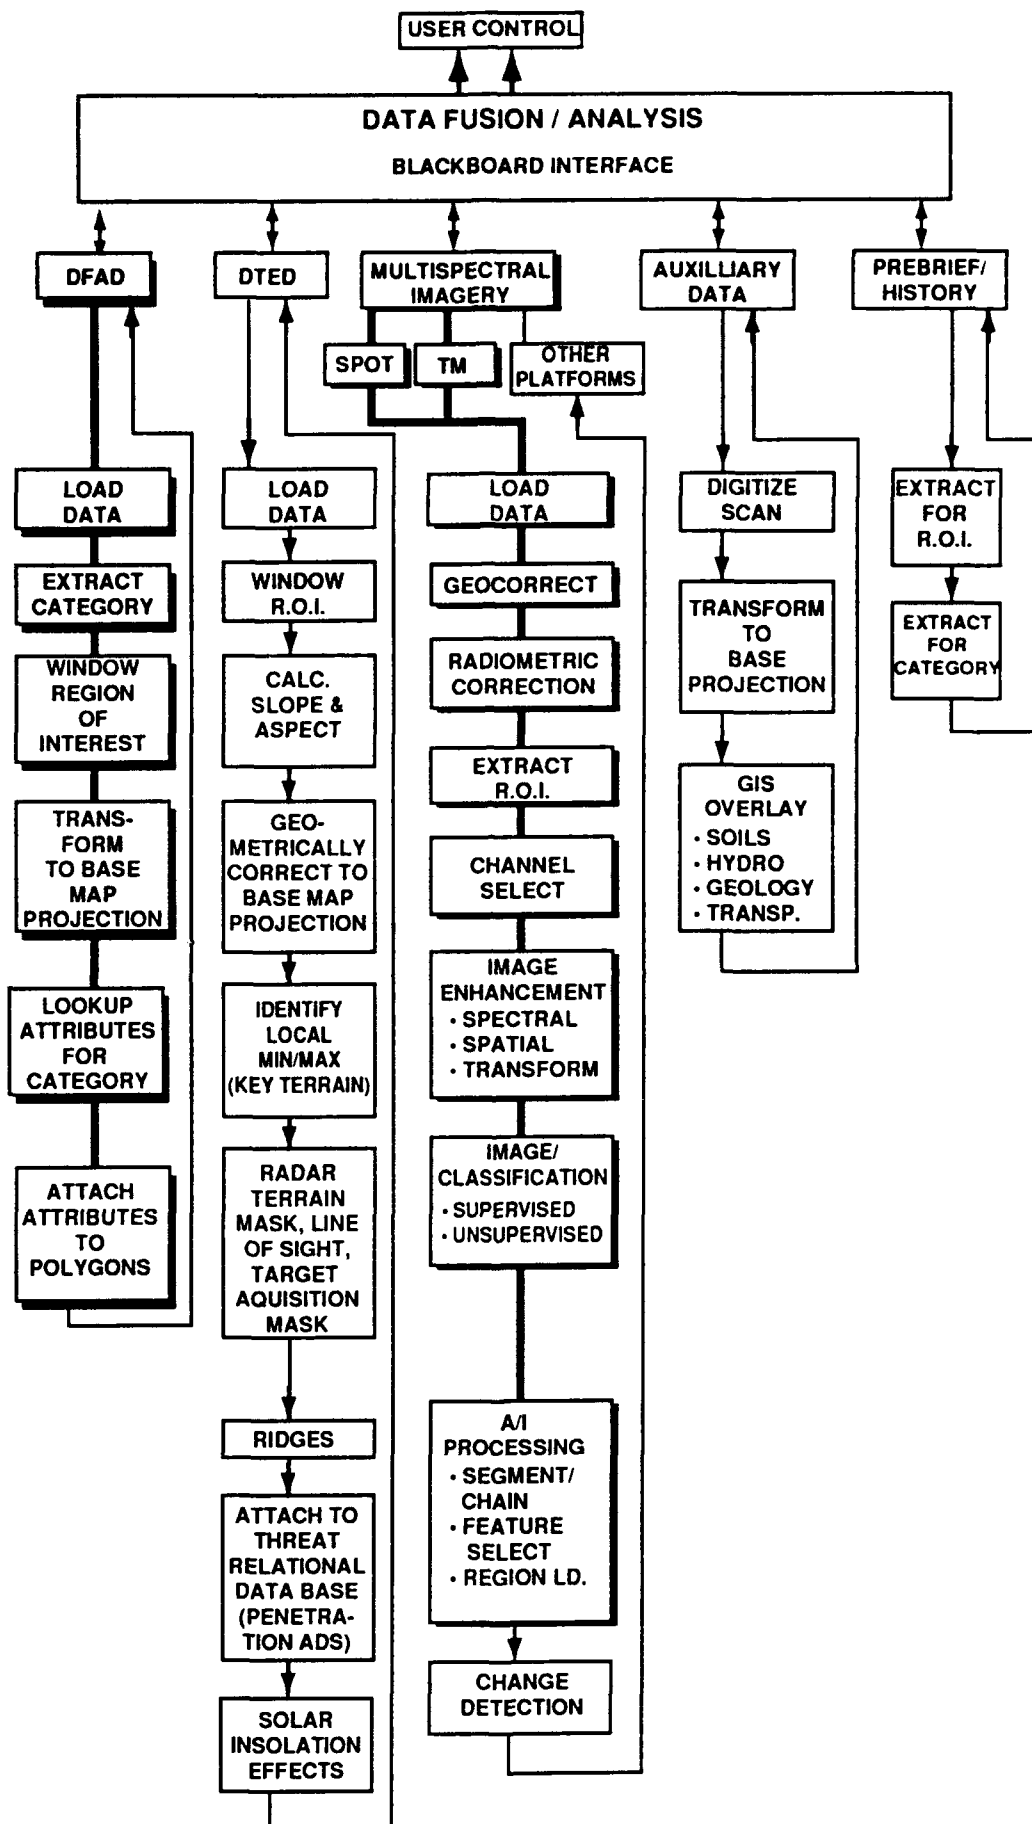 USER CONTROL
DATA FUSION / ANALYSIS
BLACKBOARD INTERFACE
DFAD
LOAD
DATA
EXTRACT
CATEGORY
WINDOW
REGION
OF
INTEREST
TRANS-
FORM
TO BASE
MAP
PROJECTION
LOOKUP
ATTRIBUTES
FOR
CATEGORY
ATTACH
ATTRIBUTES
TO
POLYGONS
DTED
LOAD
DATA
WINDOW
R.O.I.
CALC.
SLOPE &
ASPECT
GEO-
METRICALLY
CORRECT TO
BASE MAP
PROJECTION
IDENTIFY
LOCAL
MIN/MAX
(KEY TERRAIN)
RADAR
TERRAIN
MASK, LINE
OF SIGHT,
TARGET
AQUISITION
MASK
RIDGES
ATTACH TO
THREAT
RELATIONAL
DATA BASE
(PENETRA-
TION ADS)
SOLAR
INSOLATION
EFFECTS
MULTISPECTRAL
IMAGERY
SPOT
TM
OTHER
PLATFORMS
LOAD
DATA
GEOCORRECT
RADIOMETRIC
CORRECTION
EXTRACT
R.O.I.
CHANNEL
SELECT
IMAGE
ENHANCEMENT
· SPECTRAL
· SPATIAL
· TRANSFORM
IMAGE/
CLASSIFICATION
· SUPERVISED
· UNSUPERVISED
A/I
PROCESSING
· SEGMENT/
CHAIN
· FEATURE
SELECT
· REGION LD.
CHANGE
DETECTION
AUXILLIARY
DATA
DIGITIZE
SCAN
TRANSFORM
TO
BASE
PROJECTION
GIS
OVERLAY
· SOILS
· HYDRO
· GEOLOGY
· TRANSP.
PREBRIEF/
HISTORY
EXTRACT
FOR
R.O.I.
EXTRACT
FOR
CATEGORY